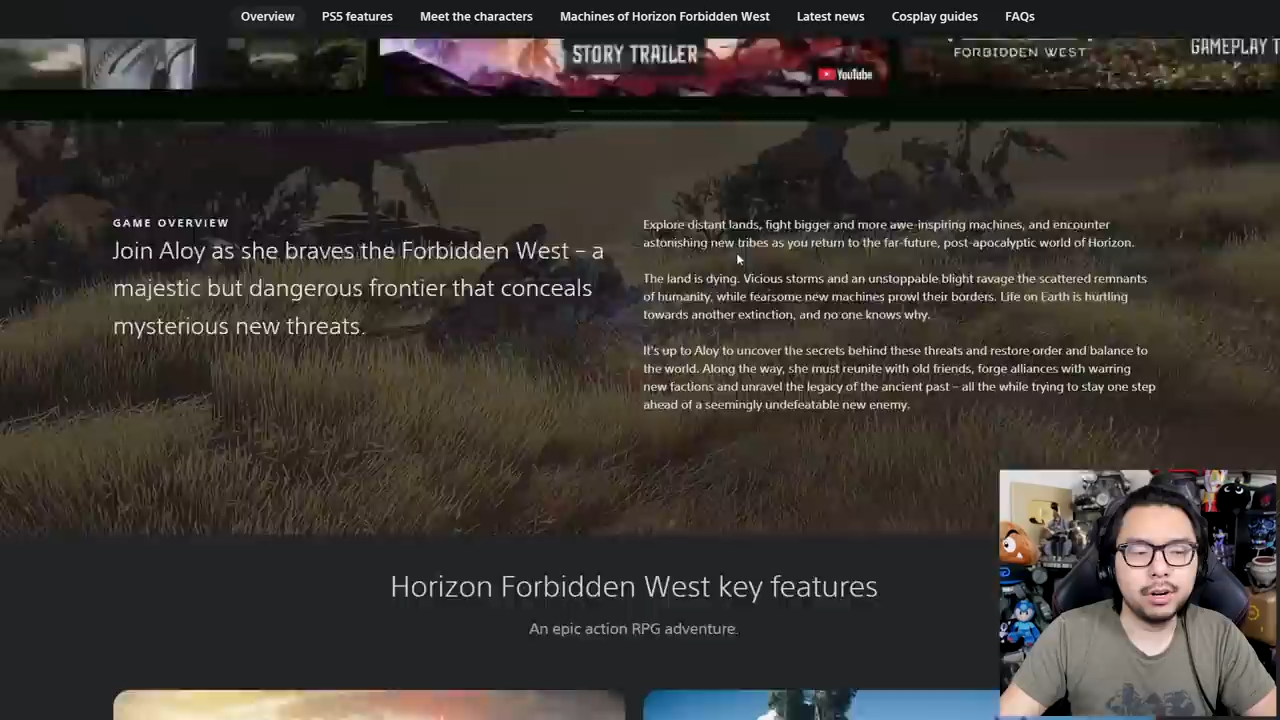 Overview PS5 features Meet the characters Machines of Horizon Forbidden West Latest news Cosplay guides FAQs
STORY TRAILER
YouTube
FORBIDDEN WEST
GAMEPLAY T
GAME OVERVIEW
Join Aloy as she braves the Forbidden West – a
majestic but dangerous frontier that conceals
mysterious new threats.
Explore distant lands, fight bigger and more awe-inspiring machines, and encounter
astonishing new tribes as you return to the far-future, post-apocalyptic world of Horizon.
The land is dying. Vicious storms and an unstoppable blight ravage the scattered remnants
of humanity, while fearsome new machines prowl their borders. Life on Earth is hurtling
towards another extinction, and no one knows why.
It's up to Aloy to uncover the secrets behind these threats and restore order and balance to
the world. Along the way, she must reunite with old friends, forge alliances with warring
new factions and unravel the legacy of the ancient past – all the while trying to stay one step
ahead of a seemingly undefeatable new enemy.
Horizon Forbidden West key features
An epic action RPG adventure.